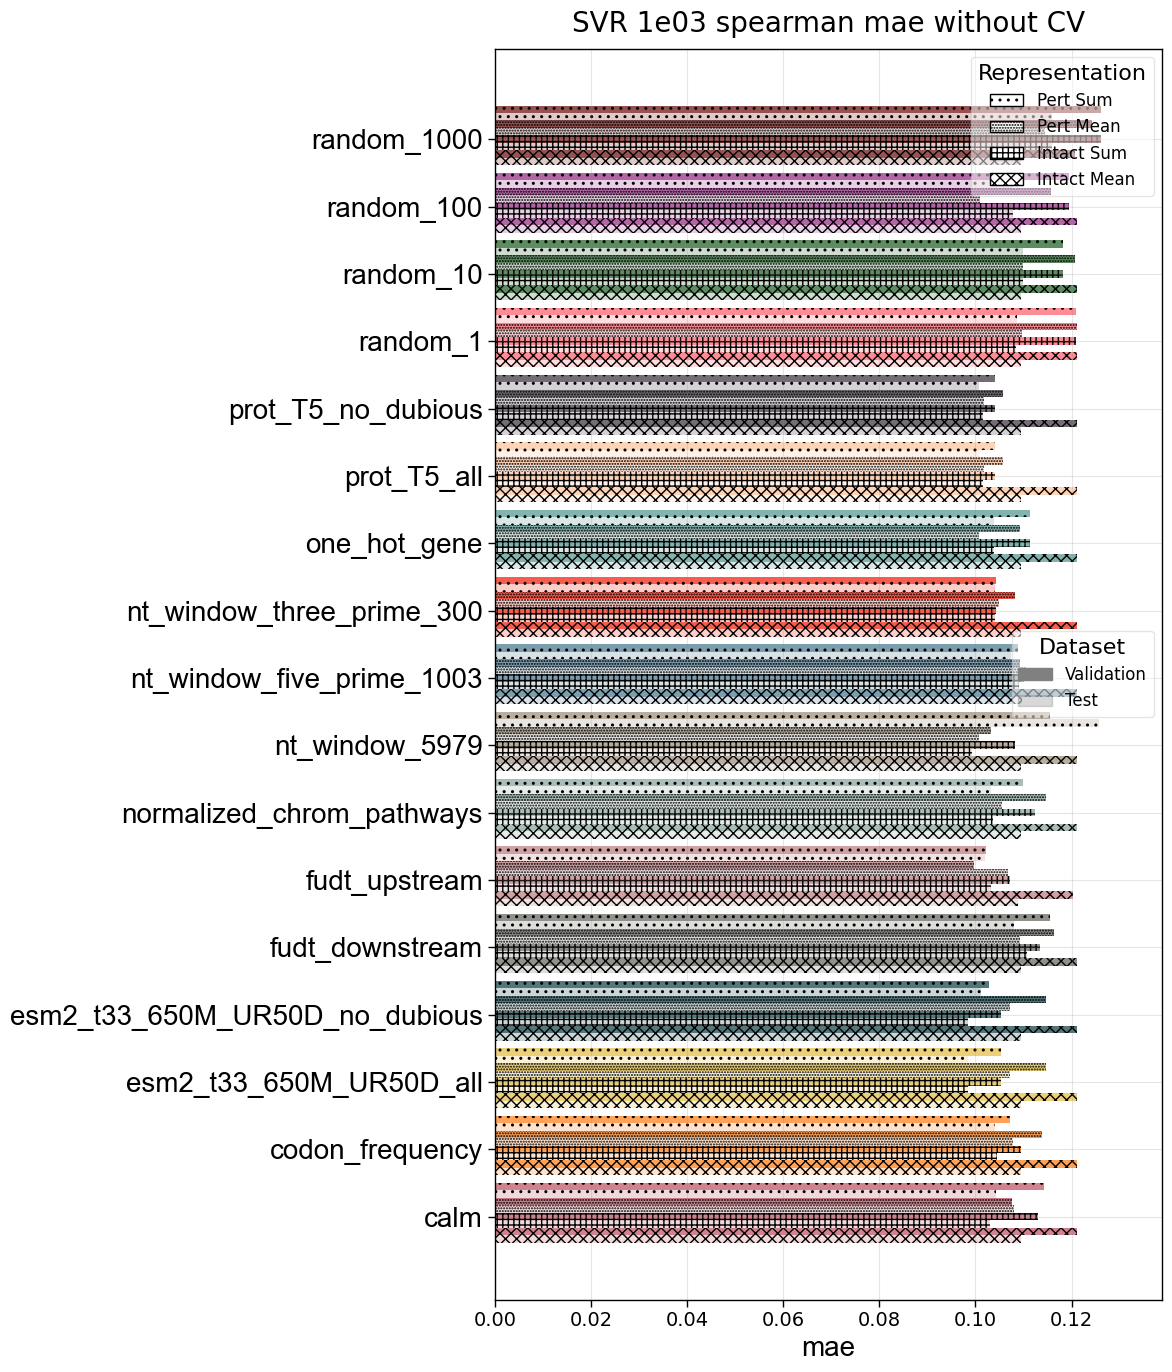 SVR 1e03 spearman mae without CV
Representation
Pert Sum
Pert Mean
Intact Sum
Intact Mean
random_1000
random_100
random_10
random_1
prot_T5_no_dubious
prot_T5_all
one_hot_gene
nt_window_three_prime_300
Dataset
Validation
Test
nt_window_five_prime_1003
nt_window_5979
normalized_chrom_pathways
fudt_upstream
fudt_downstream
esm2_t33_650M_UR50D_no_dubious
esm2_t33_650M_UR50D_all
codon_frequency
calm
0.00 0.02 0.04 0.06 0.08 0.10 0.12
mae